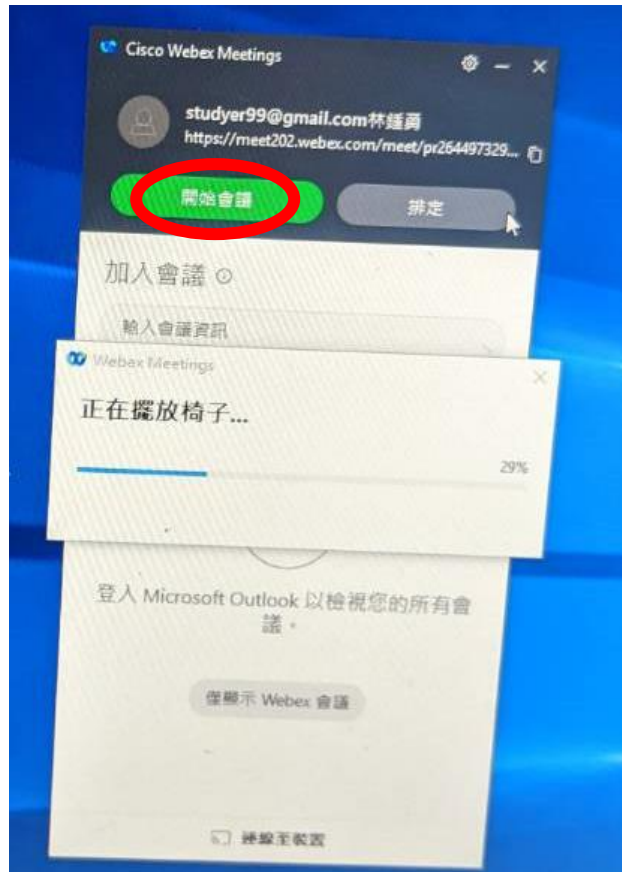 Cisco Webex Meetings
studyer99@gmail.com林鍾勇
https://meet202.webex.com/meet/pr264497329...
開始會議
排定
加入會議
輸入會議資訊
Webex Meetings
正在擺放椅子...
29%
登入 Microsoft Outlook 以檢視您的所有會
議。
僅顯示 Webex 會議
連線至裝置